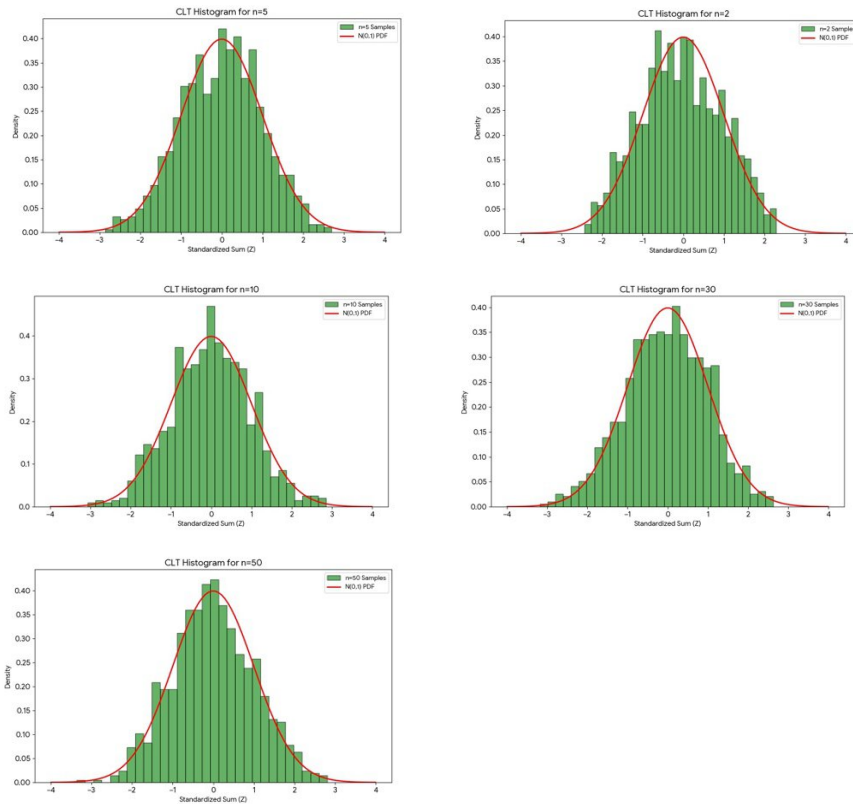 CLT Histogram for n=5
n=5 Samples
N(0,1) PDF
Density
0.40
0.35
0.30
0.25
0.20
0.15
0.10
0.05
0.00
−4 −3 −2 −1 0 1 2 3 4
Standardized Sum (Z)
CLT Histogram for n=2
n=2 Samples
N(0,1) PDF
Density
0.40
0.35
0.30
0.25
0.20
0.15
0.10
0.05
0.00
−4 −3 −2 −1 0 1 2 3 4
Standardized Sum (Z)
CLT Histogram for n=10
n=10 Samples
N(0,1) PDF
Density
0.4
0.3
0.2
0.1
0.0
−4 −3 −2 −1 0 1 2 3 4
Standardized Sum (Z)
CLT Histogram for n=30
n=30 Samples
N(0,1) PDF
Density
0.40
0.35
0.30
0.25
0.20
0.15
0.10
0.05
0.00
−4 −3 −2 −1 0 1 2 3 4
Standardized Sum (Z)
CLT Histogram for n=50
n=50 Samples
N(0,1) PDF
Density
0.40
0.35
0.30
0.25
0.20
0.15
0.10
0.05
0.00
−4 −3 −2 −1 0 1 2 3 4
Standardized Sum (Z)